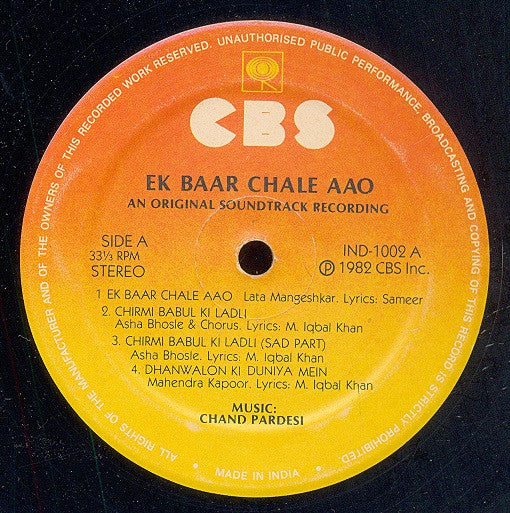 ALL RIGHTS OF THE MANUFACTURER AND OF THE OWNERS OF THIS RECORDED WORK RESERVED. UNAUTHORISED PUBLIC PERFORMANCE, BROADCASTING AND COPYING OF THIS RECORD IS STRICTLY PROHIBITED
CBS
EK BAAR CHALE AAO
AN ORIGINAL SOUNDTRACK RECORDING
SIDE A
33⅓ RPM
STEREO
IND-1002 A
℗ 1982 CBS Inc.
1 EK BAAR CHALE AAO Lata Mangeshkar. Lyrics: Sameer
2. CHIRMI BABUL KI LADLI
Asha Bhosle & Chorus. Lyrics: M. Iqbal Khan
3. CHIRMI BABUL KI LADLI (SAD PART)
Asha Bhosle. Lyrics: M. Iqbal Khan
4. DHANWALON KI DUNIYA MEIN
Mahendra Kapoor. Lyrics: M. Iqbal Khan
MUSIC:
CHAND PARDESI
• MADE IN INDIA •